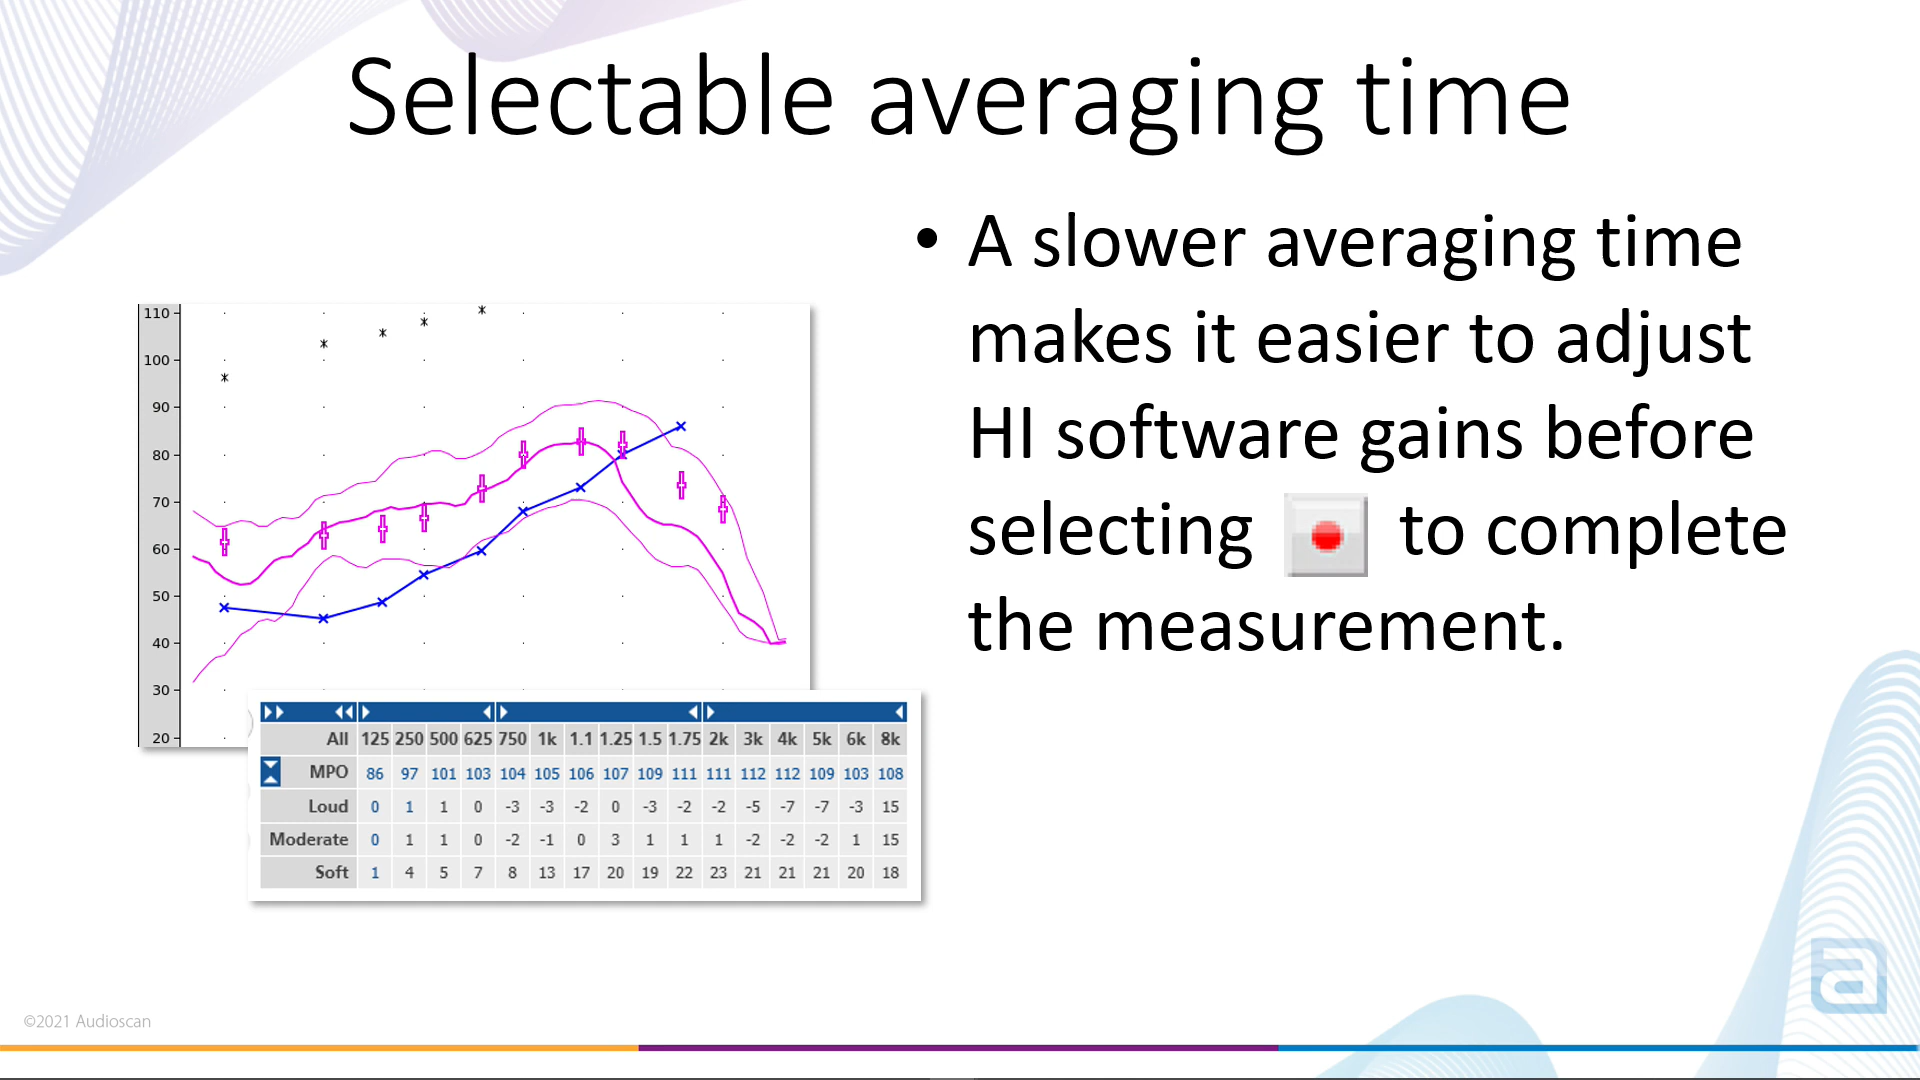 Selectable averaging time
• A slower averaging time
makes it easier to adjust
HI software gains before
selecting to complete
the measurement.
110
100
90
80
70
60
50
40
30
20
All 125 250 500 625 750 1k 1.1 1.25 1.5 1.75 2k 3k 4k 5k 6k 8k
MPO 86 97 101 103 104 105 106 107 109 111 111 112 112 109 103 108
Loud 0 1 1 0 -3 -3 -2 0 -3 -2 -2 -5 -7 -7 -3 15
Moderate 0 1 1 0 -2 -1 0 3 1 1 1 -2 -2 -2 1 15
Soft 1 4 5 7 8 13 17 20 19 22 23 21 21 21 20 18
©2021 Audioscan
a